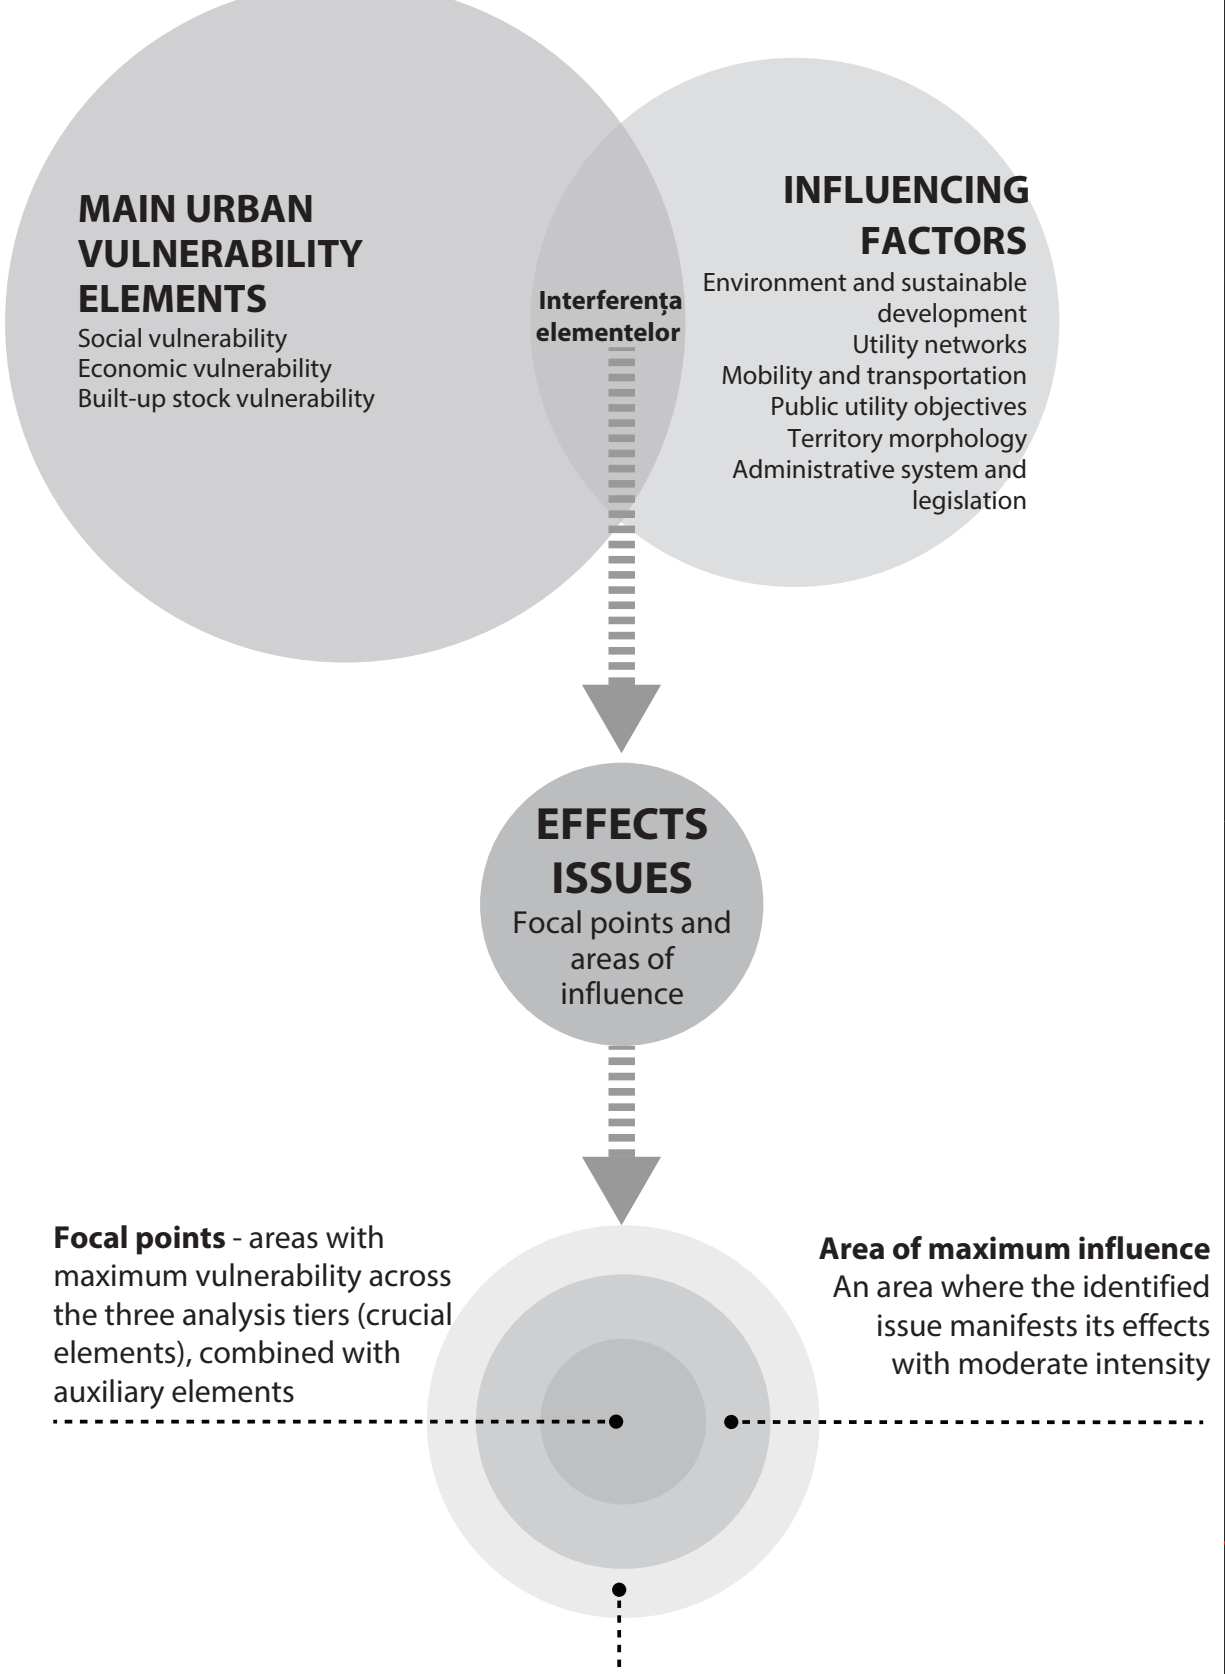 MAIN URBAN
VULNERABILITY
ELEMENTS
Social vulnerability
Economic vulnerability
Built-up stock vulnerability
Interferența
elementelor
INFLUENCING
FACTORS
Environment and sustainable
development
Utility networks
Mobility and transportation
Public utility objectives
Territory morphology
Administrative system and
legislation
EFFECTS
ISSUES
Focal points and
areas of
influence
Focal points - areas with
maximum vulnerability across
the three analysis tiers (crucial
elements), combined with
auxiliary elements
Area of maximum influence
An area where the identified
issue manifests its effects
with moderate intensity